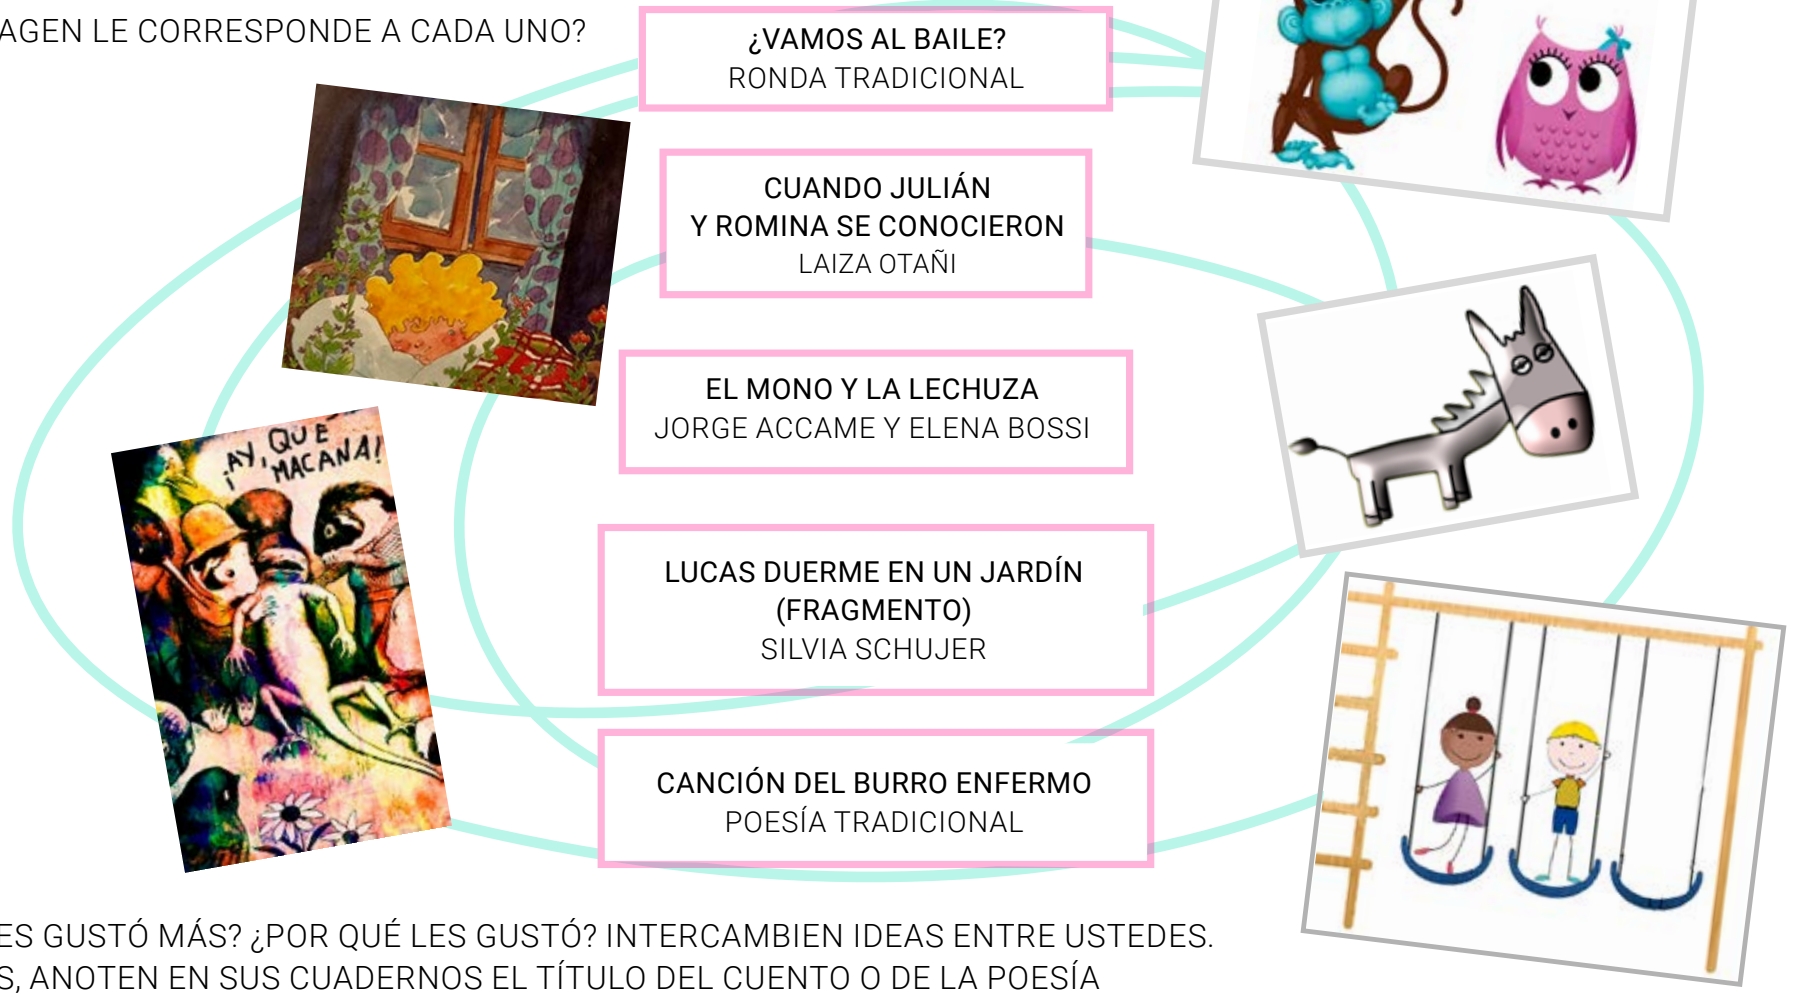 AGEN LE CORRESPONDE A CADA UNO?
¿VAMOS AL BAILE?
RONDA TRADICIONAL
CUANDO JULIÁN
Y ROMINA SE CONOCIERON
LAIZA OTAÑI
EL MONO Y LA LECHUZA
JORGE ACCAME Y ELENA BOSSI
¡AY, QUE
MACANA!
LUCAS DUERME EN UN JARDÍN
(FRAGMENTO)
SILVIA SCHUJER
CANCIÓN DEL BURRO ENFERMO
POESÍA TRADICIONAL
ES GUSTÓ MÁS? ¿POR QUÉ LES GUSTÓ? INTERCAMBIEN IDEAS ENTRE USTEDES.
S, ANOTEN EN SUS CUADERNOS EL TÍTULO DEL CUENTO O DE LA POESÍA